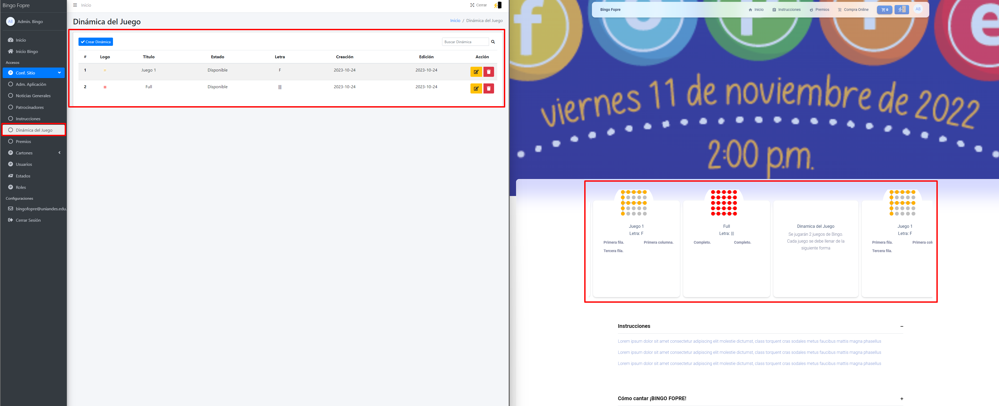 Bingo Fopre
AB Admin. Bingo
Inicio
Inicio Bingo
Accesos
Conf. Sitio
Adm. Aplicación
Noticias Generales
Patrocinadores
Instrucciones
Dinámica del Juego
Premios
Cartones
Usuarios
Estados
Roles
Configuraciones
bingofopre@uniandes.edu.
Cerrar Sesión
Inicio
Cerrar
Dinámica del Juego
Inicio / Dinámica del Juego
Crear Dinámica
Buscar Dinámica
# Logo Titulo Estado Letra Creación Edición Acción
1 Juego 1 Disponible F 2023-10-24 2023-10-24
2 Full Disponible ||| 2023-10-24 2023-10-24
Bingo Fopre Inicio Instrucciones Premios Compra Online 0 AB
f o p r e
viernes 11 de noviembre de 2022
2:00 p.m.
Juego 1
Letra: F
Primera fila. Primera columna.
Tercera fila.
Full
Letra: |||
Completo. Completo.
Dinamica del Juego
Se jugarán 2 juegos de Bingo.
Cada juego se debe llenar de la
siguiente forma
Juego 1
Letra: F
Primera fila. Primera colu
Tercera fila.
Instrucciones
Lorem ipsum dolor sit amet consectetur adipiscing elit molestie dictumst, class torquent cras sodales metus faucibus mattis magna phasellus
Lorem ipsum dolor sit amet consectetur adipiscing elit molestie dictumst, class torquent cras sodales metus faucibus mattis magna phasellus
Lorem ipsum dolor sit amet consectetur adipiscing elit molestie dictumst, class torquent cras sodales metus faucibus mattis magna phasellus
Cómo cantar ¡BINGO FOPRE!